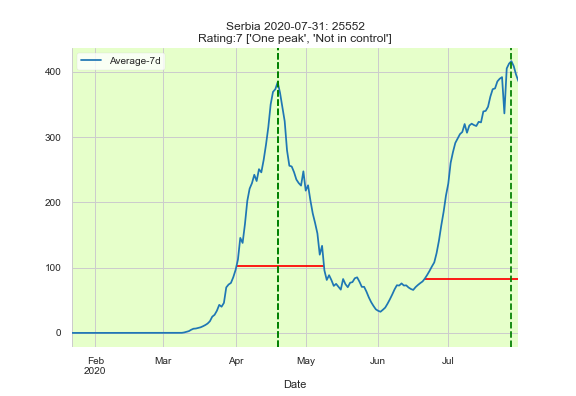 Serbia 2020-07-31: 25552
Rating:7 ['One peak', 'Not in control']
Average-7d
400
300
200
100
0
Feb
2020
Mar
Apr
May
Jun
Jul
Date